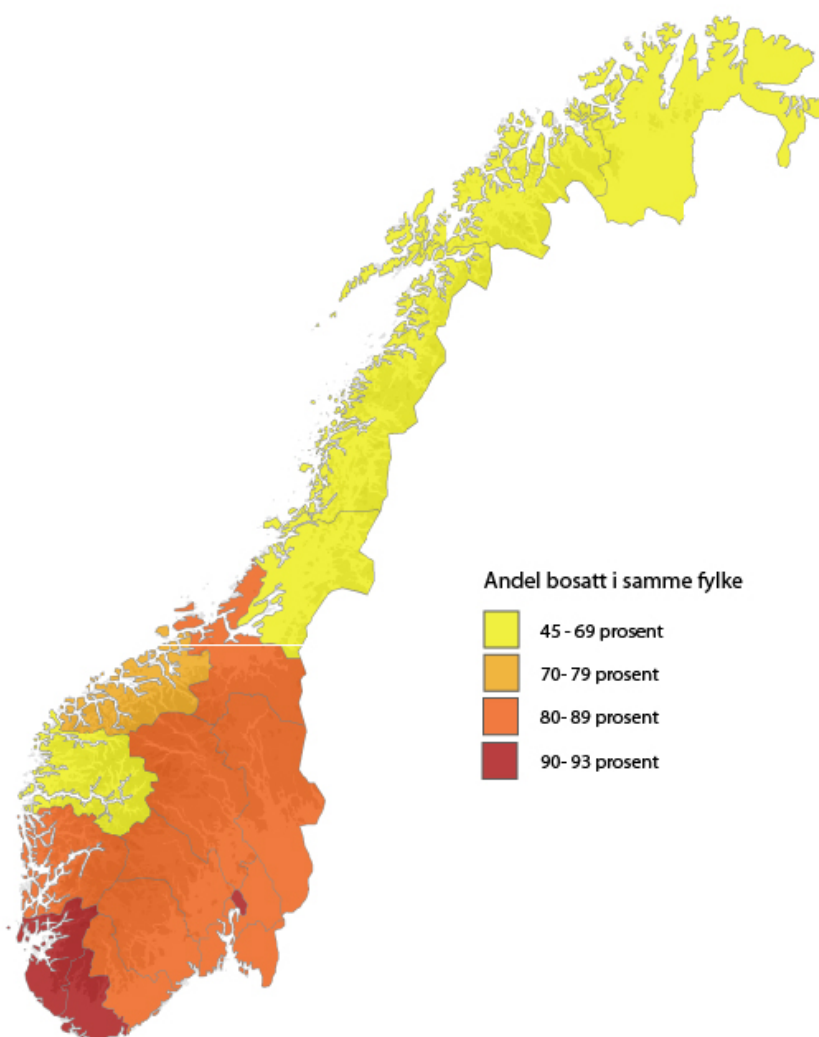 Andel bosatt i samme fylke
45 - 69 prosent
70- 79 prosent
80- 89 prosent
90- 93 prosent